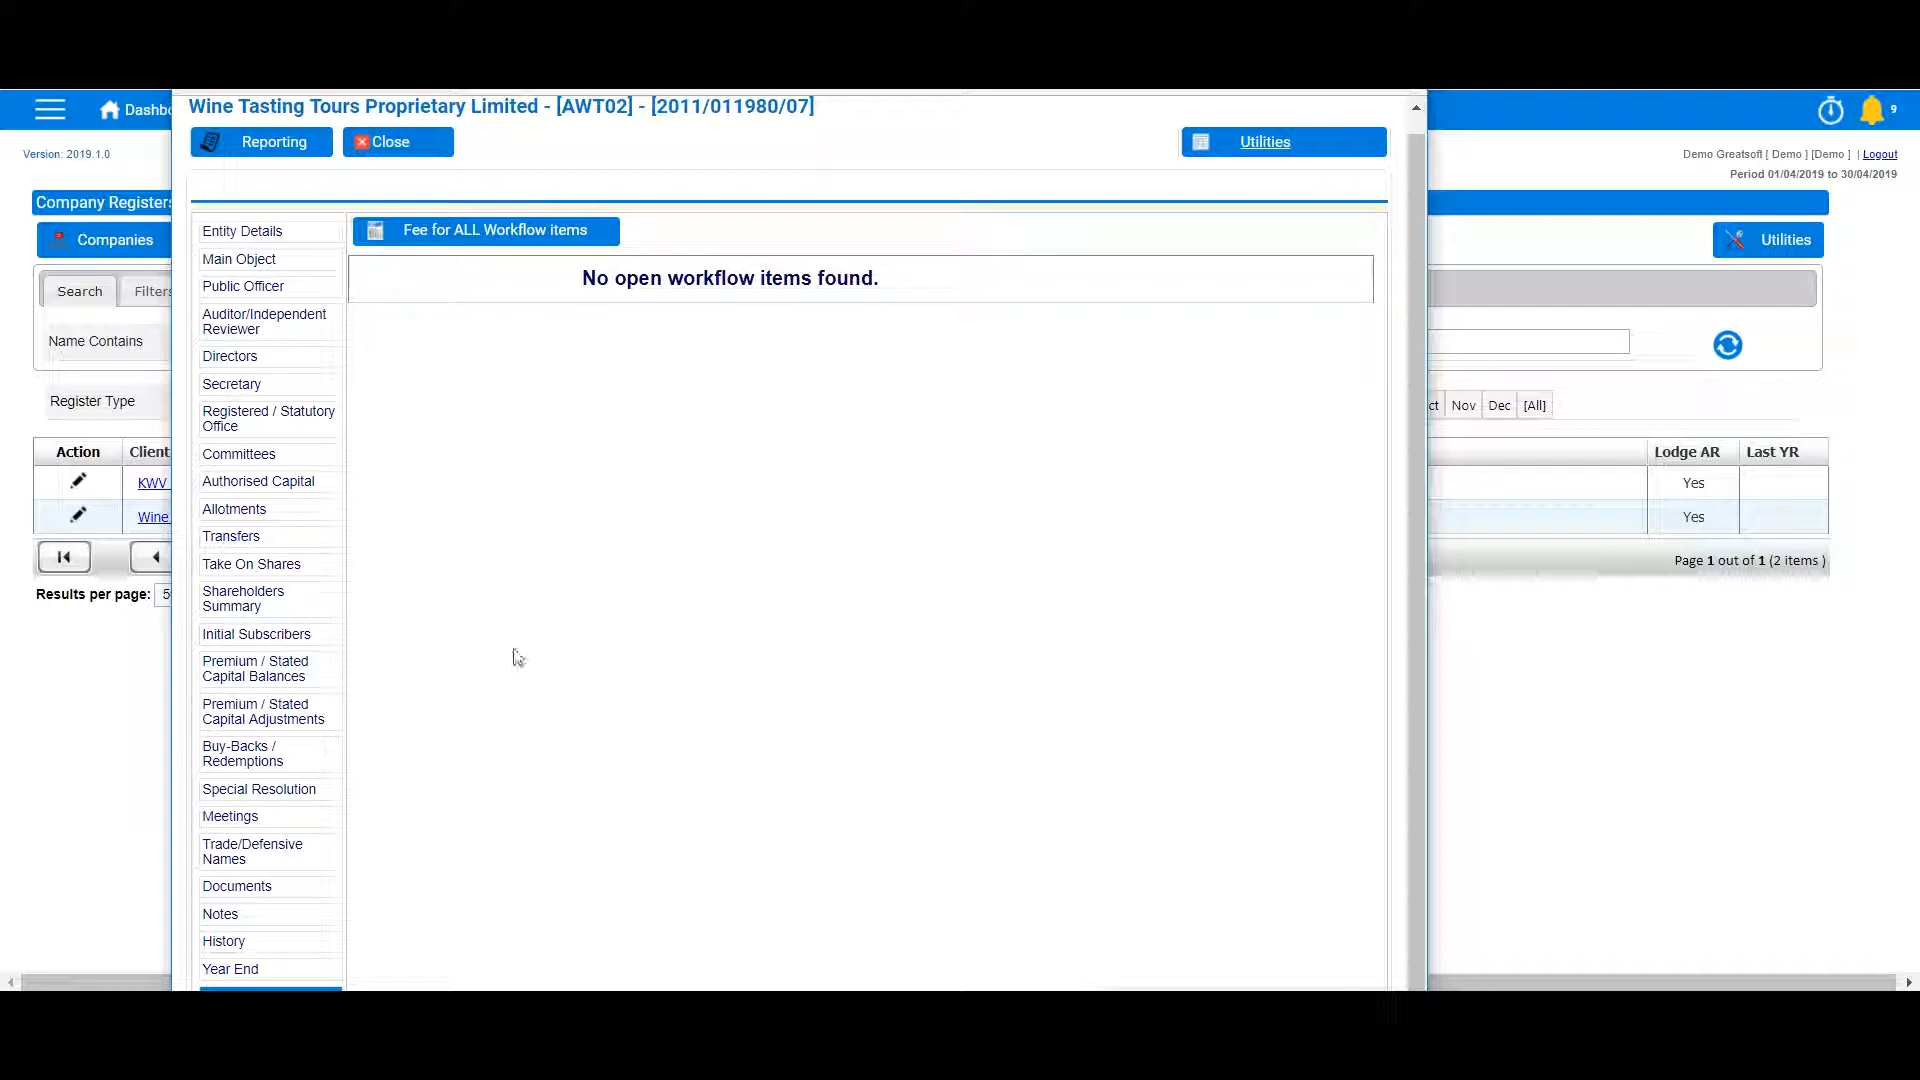 Wine Tasting Tours Proprietary Limited - [AWT02] - [2011/011980/07]
Dashbo
9
Reporting
Close
Utilities
Version: 2019.1.0
Demo Greatsoft [ Demo ] [Demo ] | Logout
Period 01/04/2019 to 30/04/2019
Company Registers
Companies
Utilities
Entity Details
Fee for ALL Workflow items
Main Object
No open workflow items found.
Public Officer
Search
Filters
Auditor/Independent
Reviewer
Name Contains
Directors
Secretary
Register Type
Registered / Statutory
Office
ct
Nov
Dec
[All]
Action
Client
Lodge AR
Last YR
Committees
Authorised Capital
KWV
Yes
Allotments
Wine
Yes
Transfers
Take On Shares
Page 1 out of 1 (2 items )
Results per page: 5
Shareholders
Summary
Initial Subscribers
Premium / Stated
Capital Balances
Premium / Stated
Capital Adjustments
Buy-Backs /
Redemptions
Special Resolution
Meetings
Trade/Defensive
Names
Documents
Notes
History
Year End